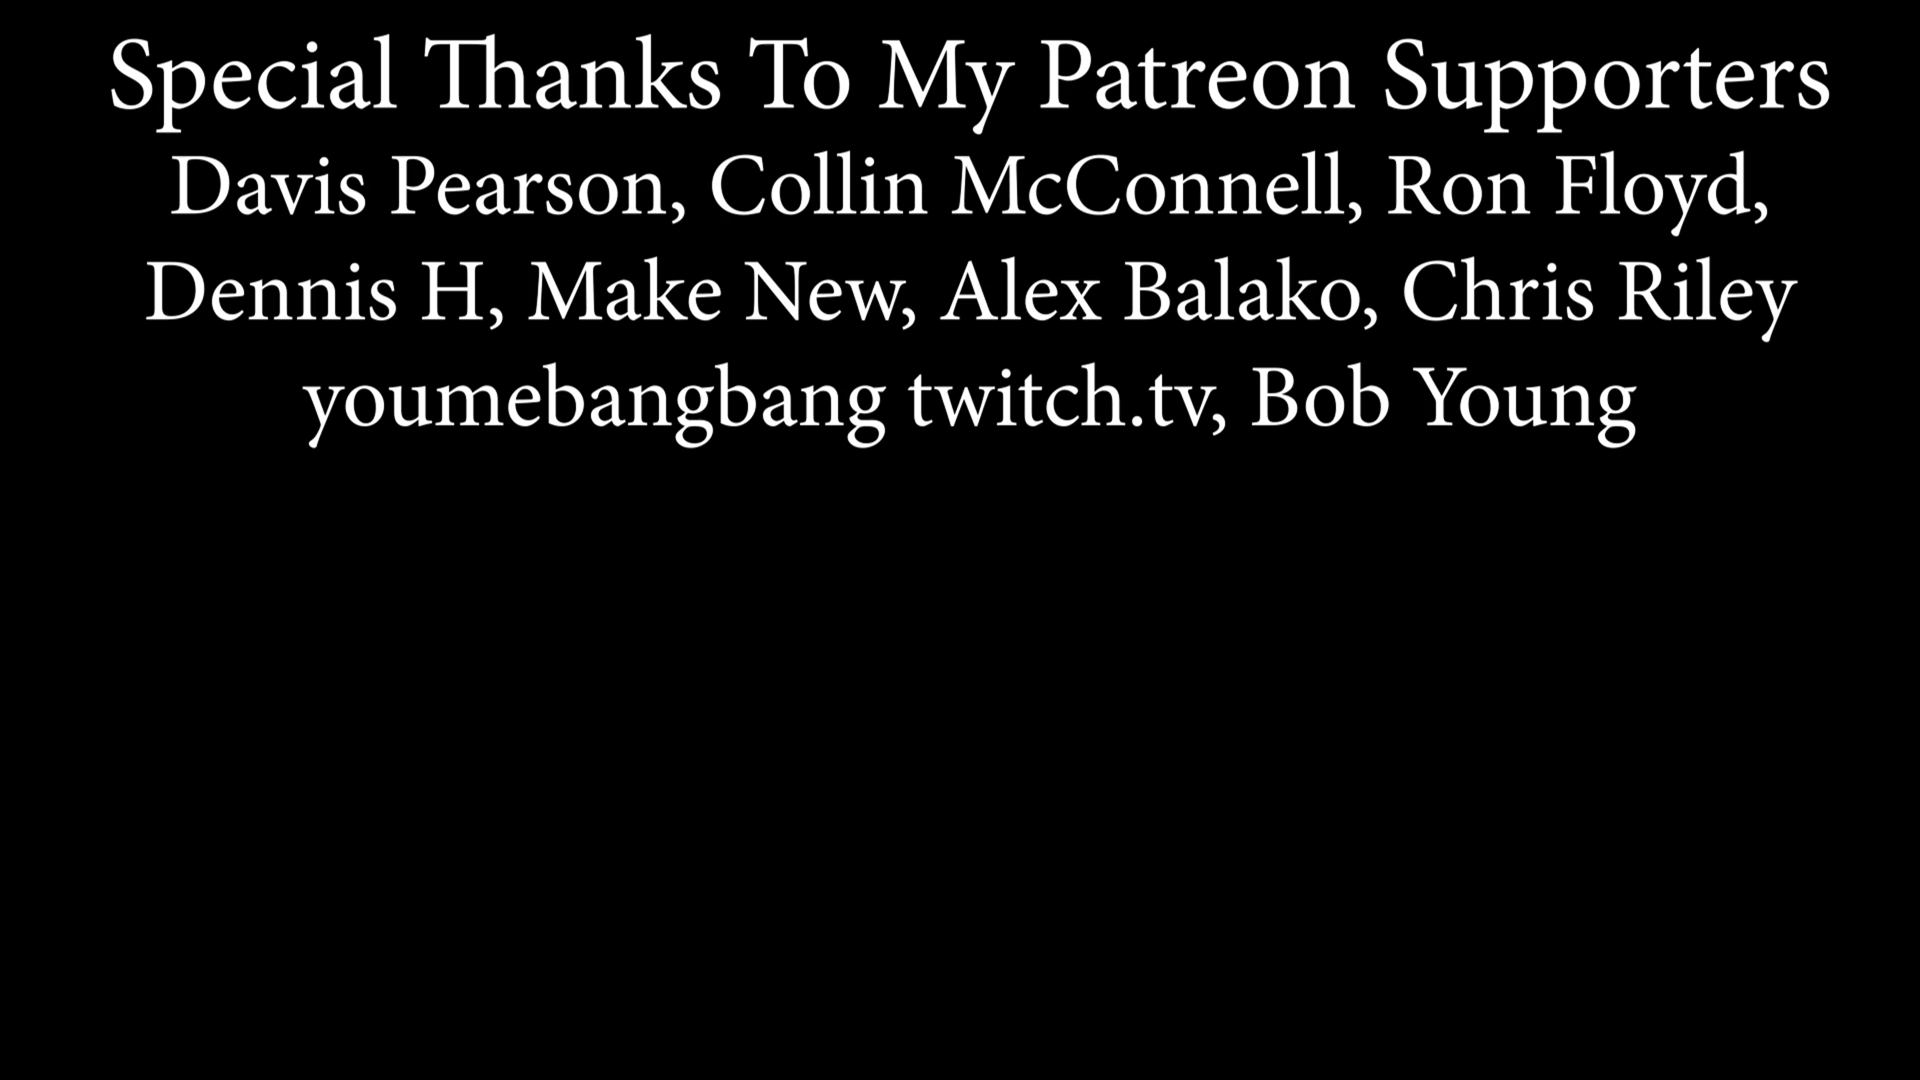 Special Thanks To My Patreon Supporters
Davis Pearson, Collin McConnell, Ron Floyd,
Dennis H, Make New, Alex Balako, Chris Riley
youmebangbang twitch.tv, Bob Young